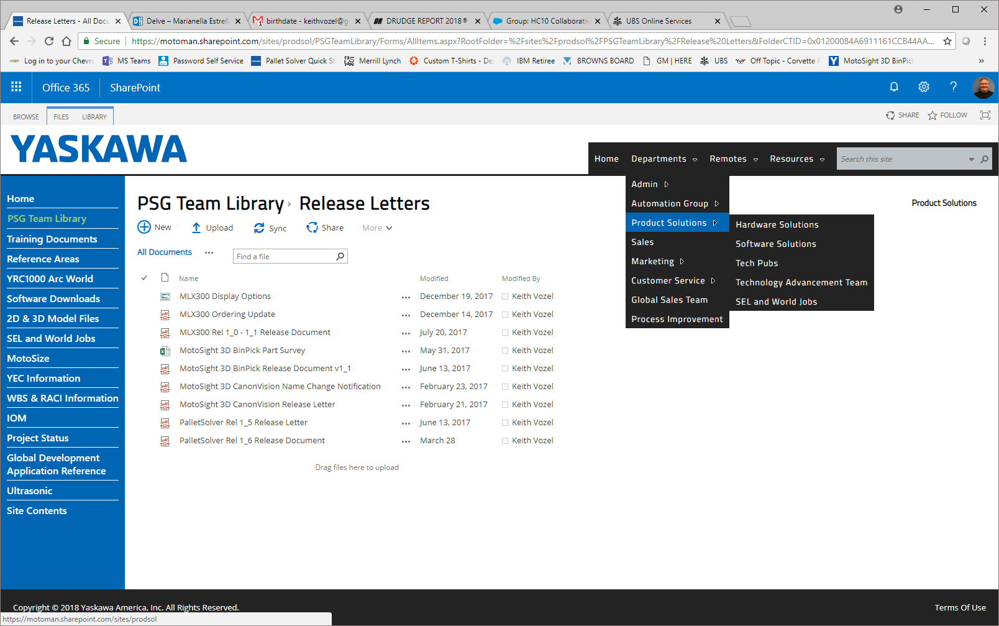 Release Letters - All Docu
Delve – Marianella Estrell
birthdate - keithvozel@g
DRUDGE REPORT 2018®
Group: HC10 Collaborativ
UBS Online Services
Secure
https://motoman.sharepoint.com/sites/prodsol/PSGTeamLibrary/Forms/AllItems.aspx?RootFolder=%2Fsites%2Fprodsol%2FPSGTeamLibrary%2FRelease%20Letters&FolderCTID=0x01200084A6911161CCB44AA...
Log in to your Chevro
MS Teams
Password Self Service
Pallet Solver Quick St
Merrill Lynch
Custom T-Shirts - De
IBM Retiree
BROWNS BOARD
GM | HERE
UBS
Off Topic - Corvette F
MotoSight 3D BinPick
Office 365
SharePoint
BROWSE
FILES
LIBRARY
SHARE
FOLLOW
YASKAWA
Home
Departments
Remotes
Resources
Search this site
Admin
Automation Group
Product Solutions
Sales
Marketing
Customer Service
Global Sales Team
Process Improvement
Hardware Solutions
Software Solutions
Tech Pubs
Technology Advancement Team
SEL and World Jobs
Product Solutions
Home
PSG Team Library
Training Documents
Reference Areas
YRC1000 Arc World
Software Downloads
2D & 3D Model Files
SEL and World Jobs
MotoSize
YEC Information
WBS & RACI Information
IOM
Project Status
Global Development
Application Reference
Ultrasonic
Site Contents
PSG Team Library Release Letters
New
Upload
Sync
Share
More
All Documents ...
Find a file
Name Modified Modified By
MLX300 Display Options ... December 19, 2017 Keith Vozel
MLX300 Ordering Update ... December 14, 2017 Keith Vozel
MLX300 Rel 1_0 - 1_1 Release Document ... July 20, 2017 Keith Vozel
MotoSight 3D BinPick Part Survey ... May 31, 2017 Keith Vozel
MotoSight 3D BinPick Release Document v1_1 ... June 13, 2017 Keith Vozel
MotoSight 3D CanonVision Name Change Notification ... February 23, 2017 Keith Vozel
MotoSight 3D CanonVision Release Letter ... February 21, 2017 Keith Vozel
PalletSolver Rel 1_5 Release Letter ... June 13, 2017 Keith Vozel
PalletSolver Rel 1_6 Release Document ... March 28 Keith Vozel
Drag files here to upload
Copyright © 2018 Yaskawa America, Inc. All Rights Reserved.
Terms Of Use
https://motoman.sharepoint.com/sites/prodsol